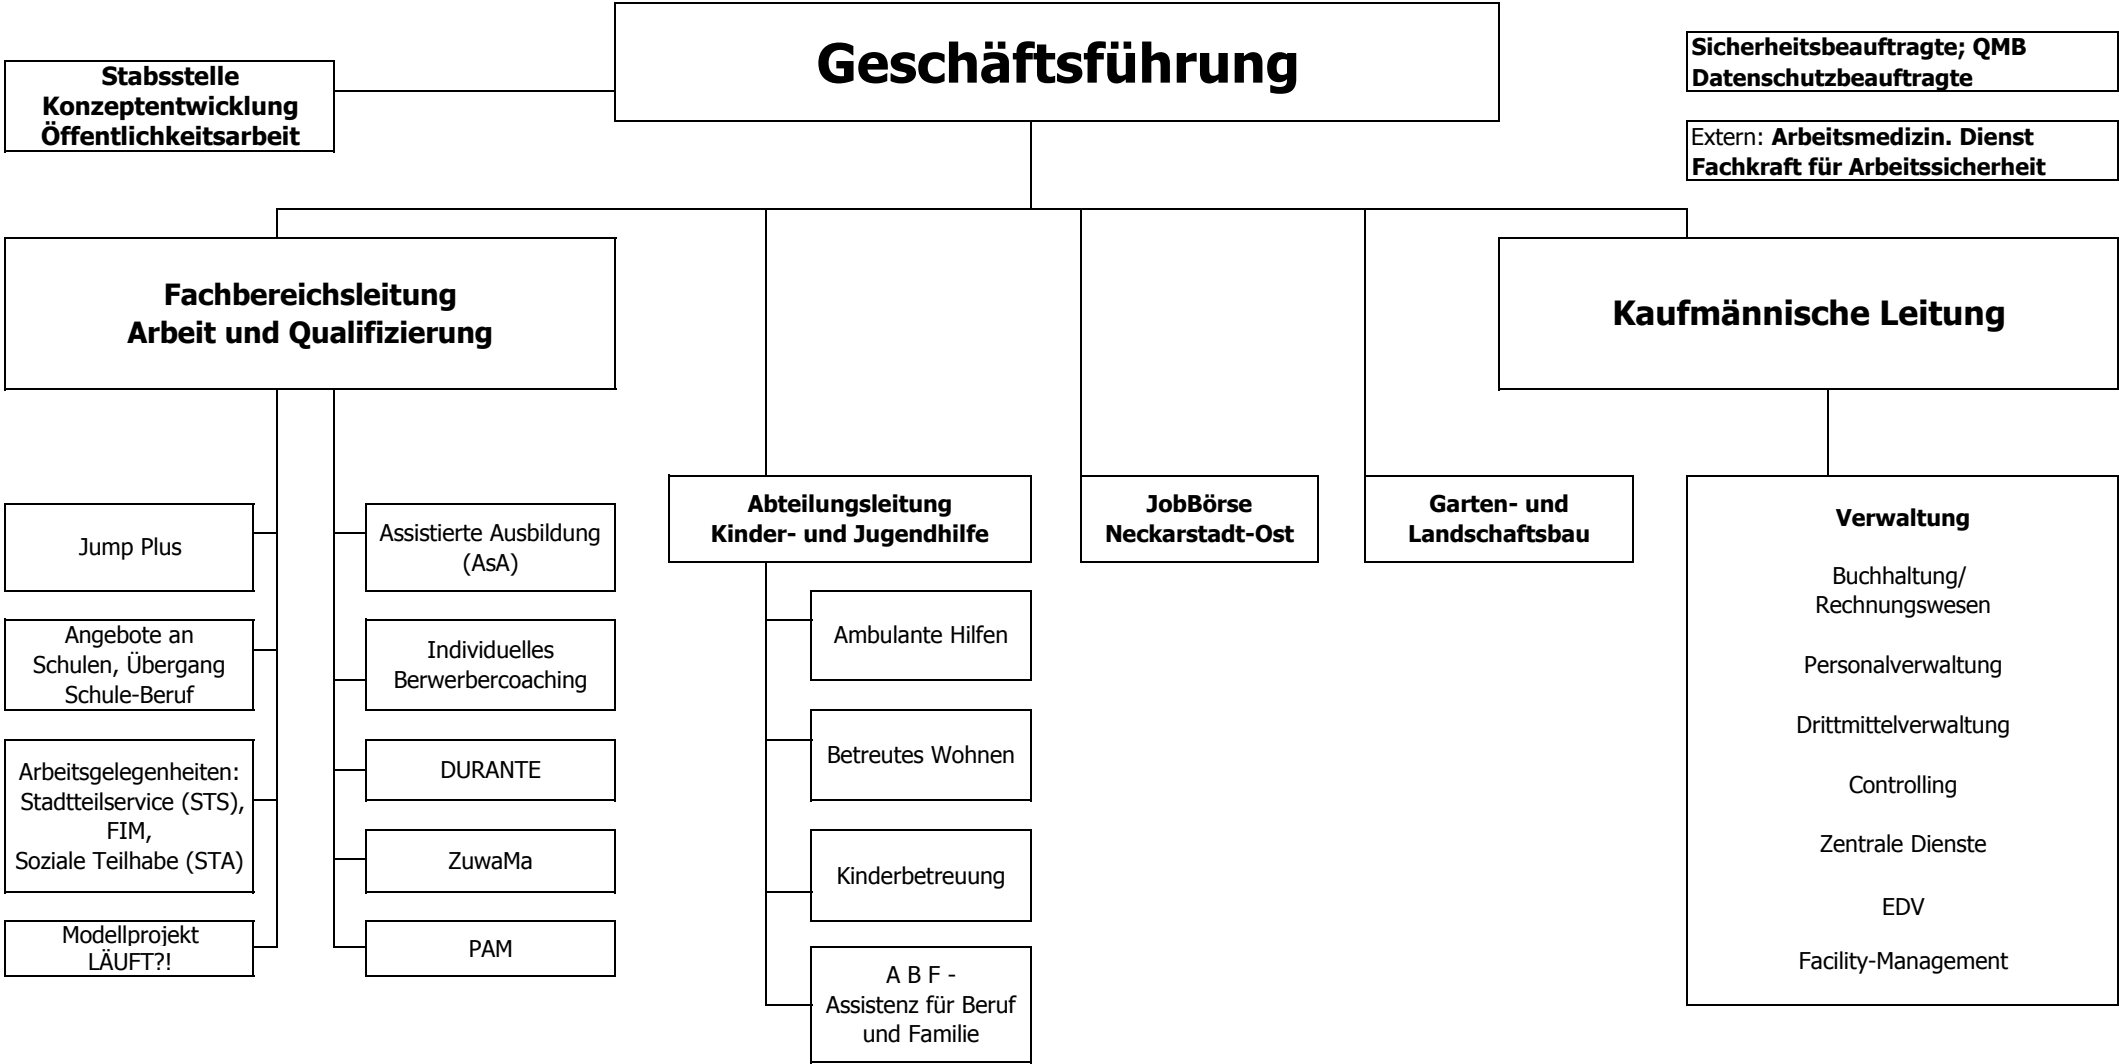 Geschäftsführung
Stabsstelle
Konzeptentwicklung
Öffentlichkeitsarbeit
Sicherheitsbeauftragte; QMB
Datenschutzbeauftragte
Extern: Arbeitsmedizin. Dienst
Fachkraft für Arbeitssicherheit
Fachbereichsleitung
Arbeit und Qualifizierung
Kaufmännische Leitung
Jump Plus
Angebote an
Schulen, Übergang
Schule-Beruf
Arbeitsgelegenheiten:
Stadtteilservice (STS),
FIM,
Soziale Teilhabe (STA)
Modellprojekt
LÄUFT?!
Assistierte Ausbildung
(AsA)
Individuelles
Berwerbercoaching
DURANTE
ZuwaMa
PAM
Abteilungsleitung
Kinder- und Jugendhilfe
Ambulante Hilfen
Betreutes Wohnen
Kinderbetreuung
A B F -
Assistenz für Beruf
und Familie
JobBörse
Neckarstadt-Ost
Garten- und
Landschaftsbau
Verwaltung
Buchhaltung/
Rechnungswesen
Personalverwaltung
Drittmittelverwaltung
Controlling
Zentrale Dienste
EDV
Facility-Management